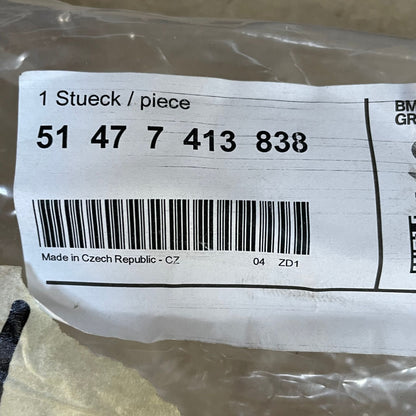 1 Stueck / piece
51 47 7 413 838
Made in Czech Republic - CZ 04 ZD1
BM
GR